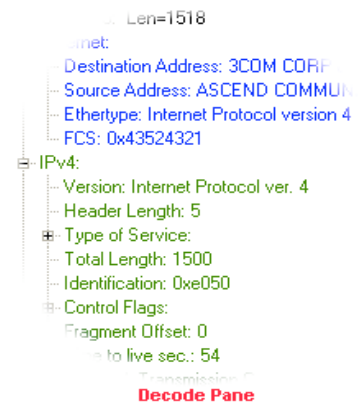 Len=1518
Destination Address: 3COM CORP
Source Address: ASCEND COMMUN
Ethertype: Internet Protocol version 4
FCS: 0x43524321
IPv4:
Version: Internet Protocol ver. 4
Header Length: 5
Type of Service:
Total Length: 1500
Identification: 0xe050
Control Flags:
Fragment Offset: 0
to live sec.: 54
Transmission
Decode Pane